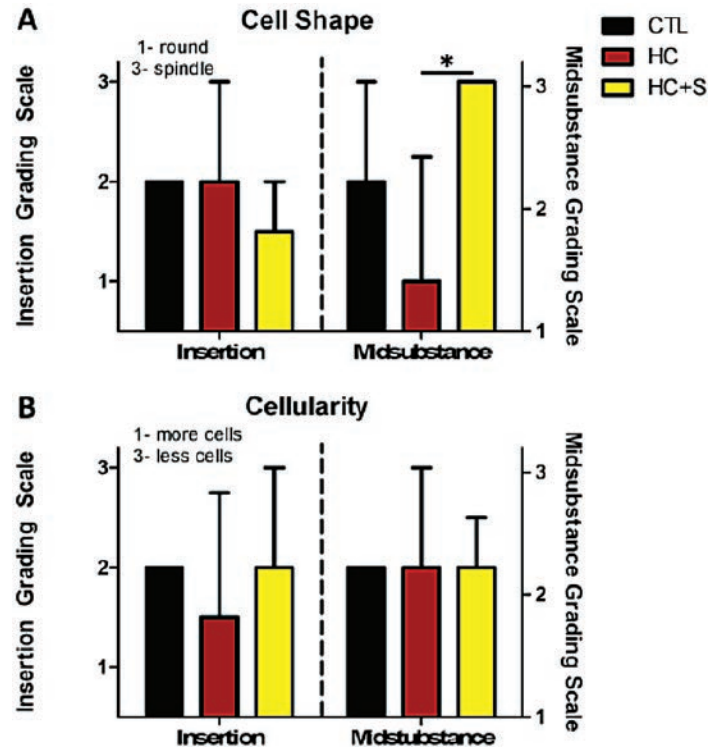 A
Cell Shape
CTL
HC
HC+S
1- round
3- spindle
*
Insertion Grading Scale
3
2
1
Midsubstance Grading Scale
3
2
1
Insertion
Midsubstance
B
Cellularity
1- more cells
3- less cells
Insertion Grading Scale
3
2
1
Midsubstance Grading Scale
3
2
1
Insertion
Midstubstance